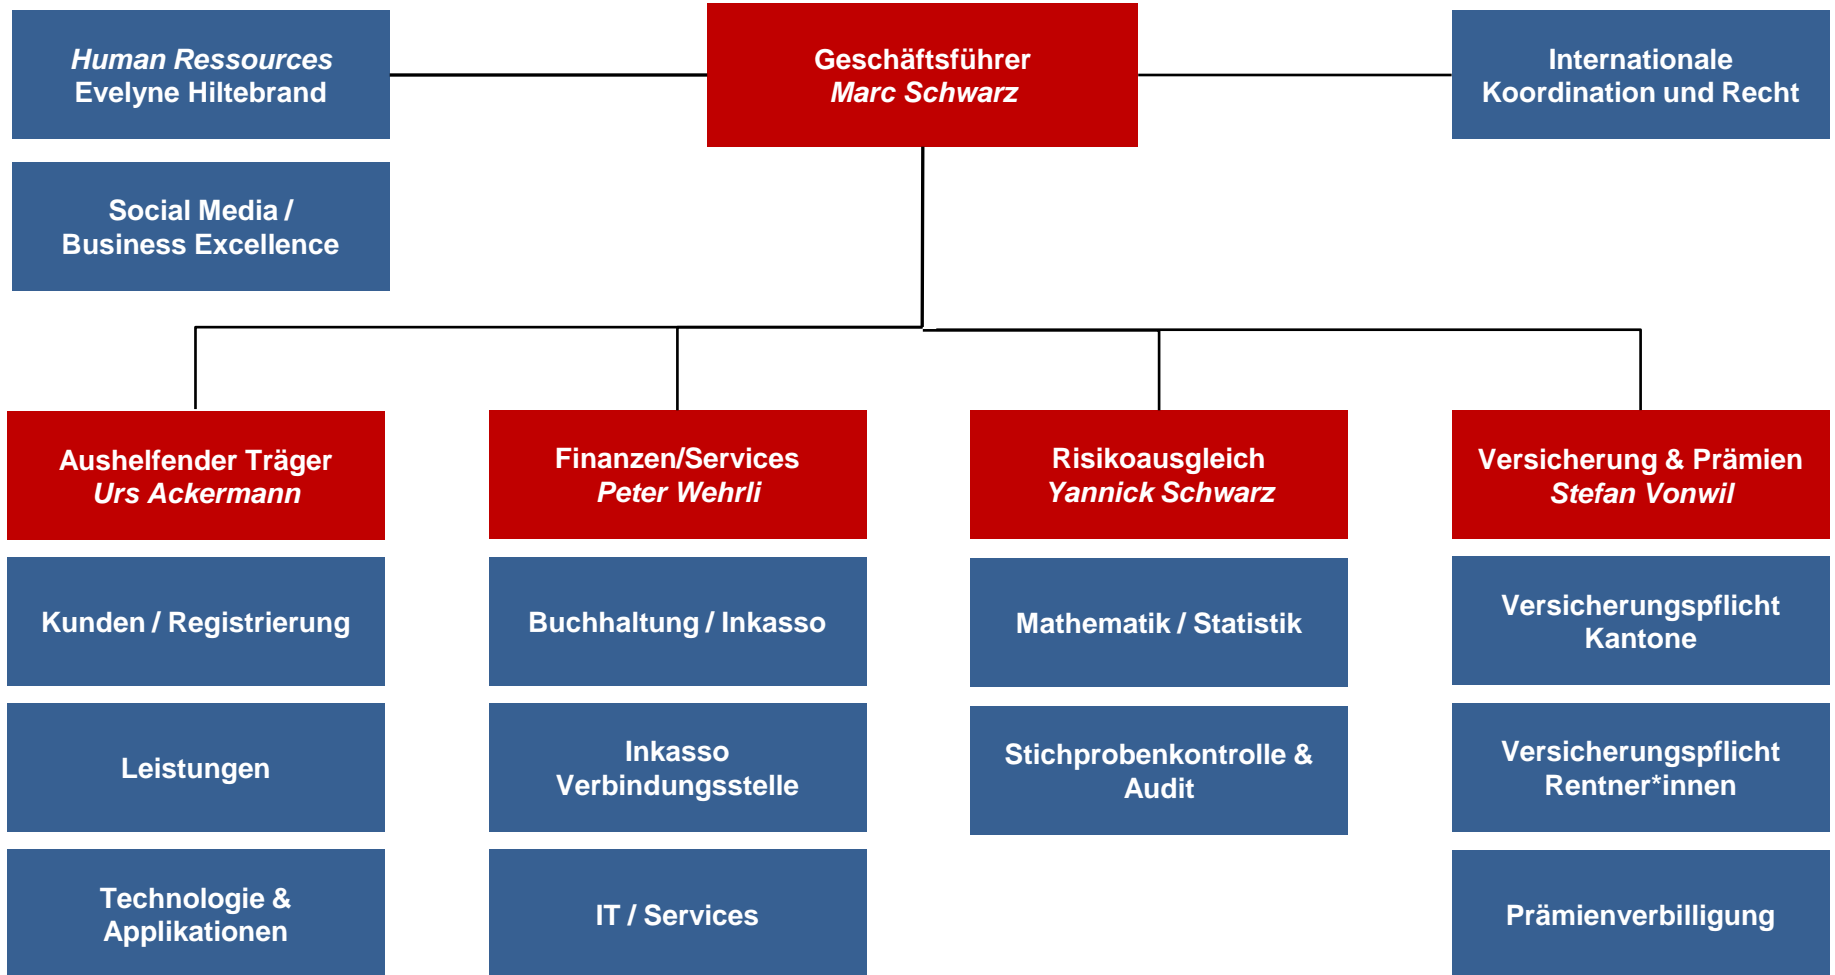 Human Ressources
Evelyne Hiltebrand
Geschäftsführer
Marc Schwarz
Internationale
Koordination und Recht
Social Media /
Business Excellence
Aushelfender Träger
Urs Ackermann
Finanzen/Services
Peter Wehrli
Risikoausgleich
Yannick Schwarz
Versicherung & Prämien
Stefan Vonwil
Kunden / Registrierung
Buchhaltung / Inkasso
Mathematik / Statistik
Versicherungspflicht
Kantone
Leistungen
Inkasso
Verbindungsstelle
Stichprobenkontrolle &
Audit
Versicherungspflicht
Rentner*innen
Technologie &
Applikationen
IT / Services
Prämienverbilligung